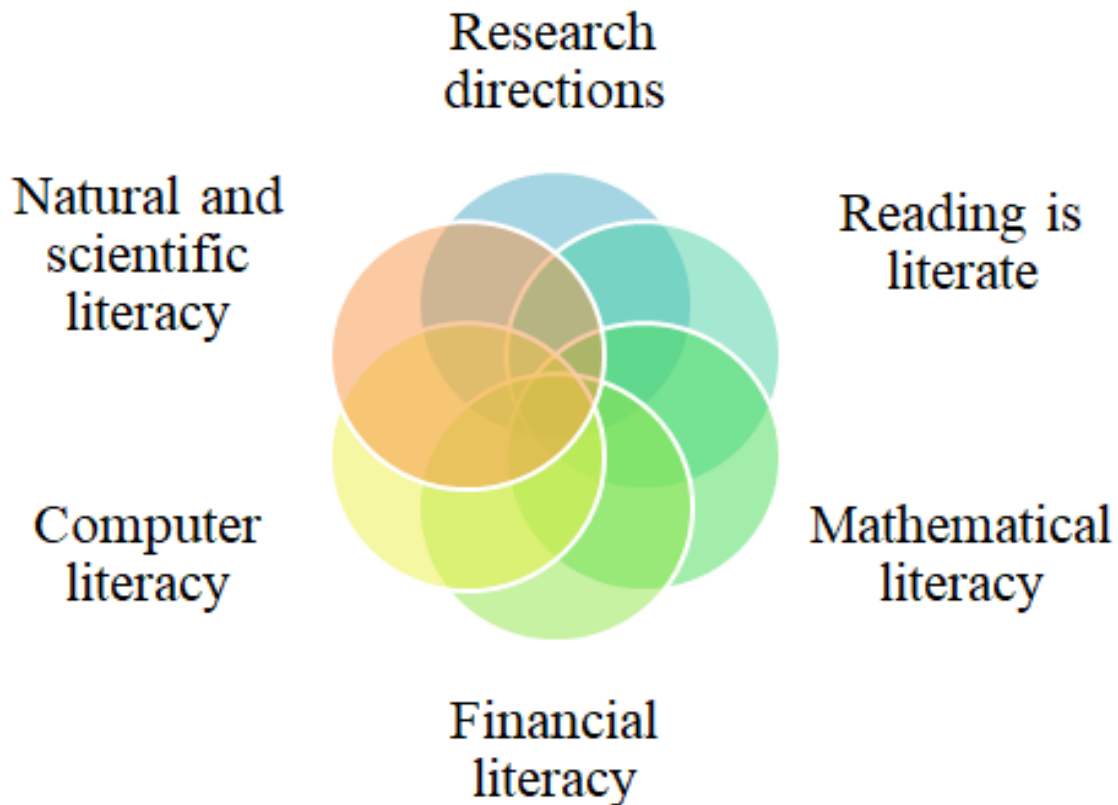 Research
directions
Reading is
literate
Mathematical
literacy
Financial
literacy
Computer
literacy
Natural and
scientific
literacy